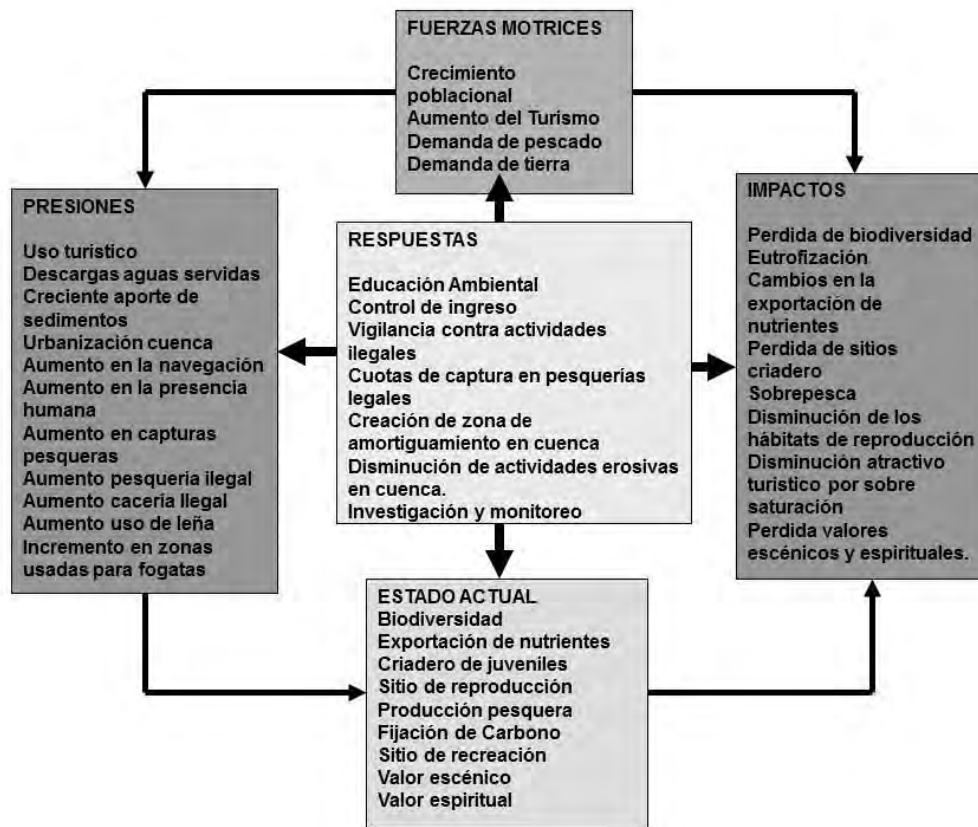 FUERZAS MOTRICES
Crecimiento
poblacional
Aumento del Turismo
Demanda de pescado
Demanda de tierra
PRESIONES
Uso turístico
Descargas aguas servidas
Creciente aporte de
sedimentos
Urbanización cuenca
Aumento en la navegación
Aumento en la presencia
humana
Aumento en capturas
pesqueras
Aumento pesquería ilegal
Aumento cacería Ilegal
Aumento uso de leña
Incremento en zonas
usadas para fogatas
RESPUESTAS
Educación Ambiental
Control de ingreso
Vigilancia contra actividades
ilegales
Cuotas de captura en pesquerías
legales
Creación de zona de
amortiguamiento en cuenca
Disminución de actividades erosivas
en cuenca.
Investigación y monitoreo
IMPACTOS
Perdida de biodiversidad
Eutrofización
Cambios en la
exportación de
nutrientes
Perdida de sitios
criadero
Sobrepesca
Disminución de los
hábitats de reproducción
Disminución atractivo
turístico por sobre
saturación
Perdida valores
escénicos y espirituales.
ESTADO ACTUAL
Biodiversidad
Exportación de nutrientes
Criadero de juveniles
Sitio de reproducción
Producción pesquera
Fijación de Carbono
Sitio de recreación
Valor escénico
Valor espiritual